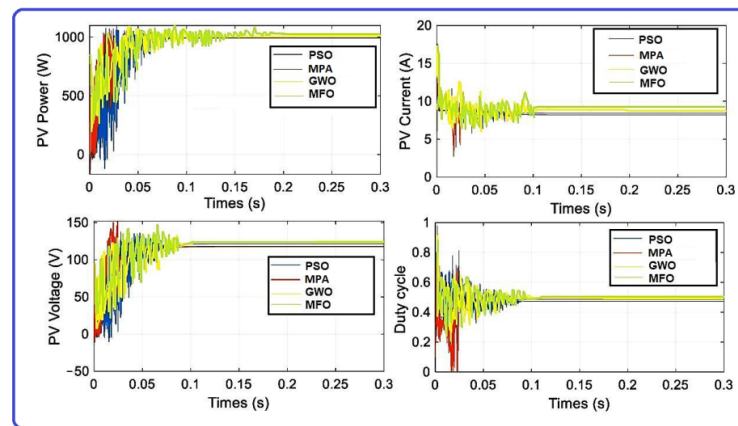 PV Power (W)
1000
500
0
PSO
MPA
GWO
MFO
0
0.05
0.1
0.15
0.2
0.25
0.3
Times (s)
PV Current (A)
20
15
10
5
0
PSO
MPA
GWO
MFO
0
0.05
0.1
0.15
0.2
0.25
0.3
Times (s)
PV Voltage (V)
150
100
50
0
−50
PSO
MPA
GWO
MFO
0
0.05
0.1
0.15
0.2
0.25
0.3
Times (s)
Duty cycle
1
0.8
0.6
0.4
0.2
0
PSO
MPA
GWO
MFO
0
0.05
0.1
0.15
0.2
0.25
0.3
Times (s)